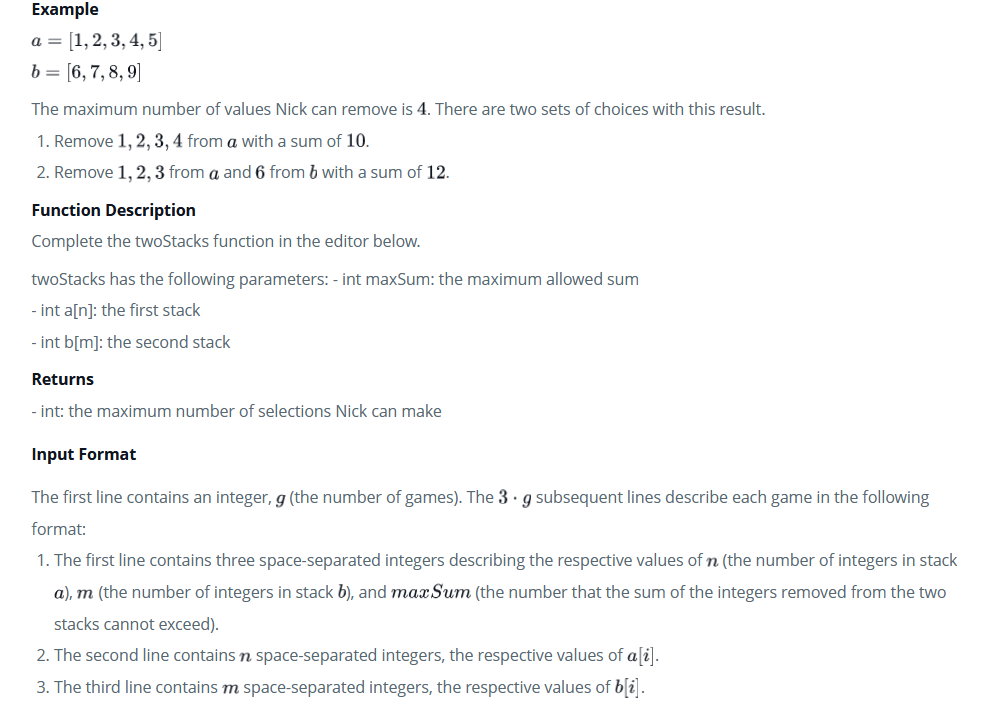 Example
a = [1, 2, 3, 4, 5]
b = [6, 7, 8, 9]
The maximum number of values Nick can remove is 4. There are two sets of choices with this result.
1. Remove 1, 2, 3, 4 from a with a sum of 10.
2. Remove 1, 2, 3 from a and 6 from b with a sum of 12.
Function Description
Complete the twoStacks function in the editor below.
twoStacks has the following parameters: - int maxSum: the maximum allowed sum
- int a[n]: the first stack
- int b[m]: the second stack
Returns
- int: the maximum number of selections Nick can make
Input Format
The first line contains an integer, g (the number of games). The 3 · g subsequent lines describe each game in the following
format:
1. The first line contains three space-separated integers describing the respective values of n (the number of integers in stack
a), m (the number of integers in stack b), and maxSum (the number that the sum of the integers removed from the two
stacks cannot exceed).
2. The second line contains n space-separated integers, the respective values of a[i].
3. The third line contains m space-separated integers, the respective values of b[i].